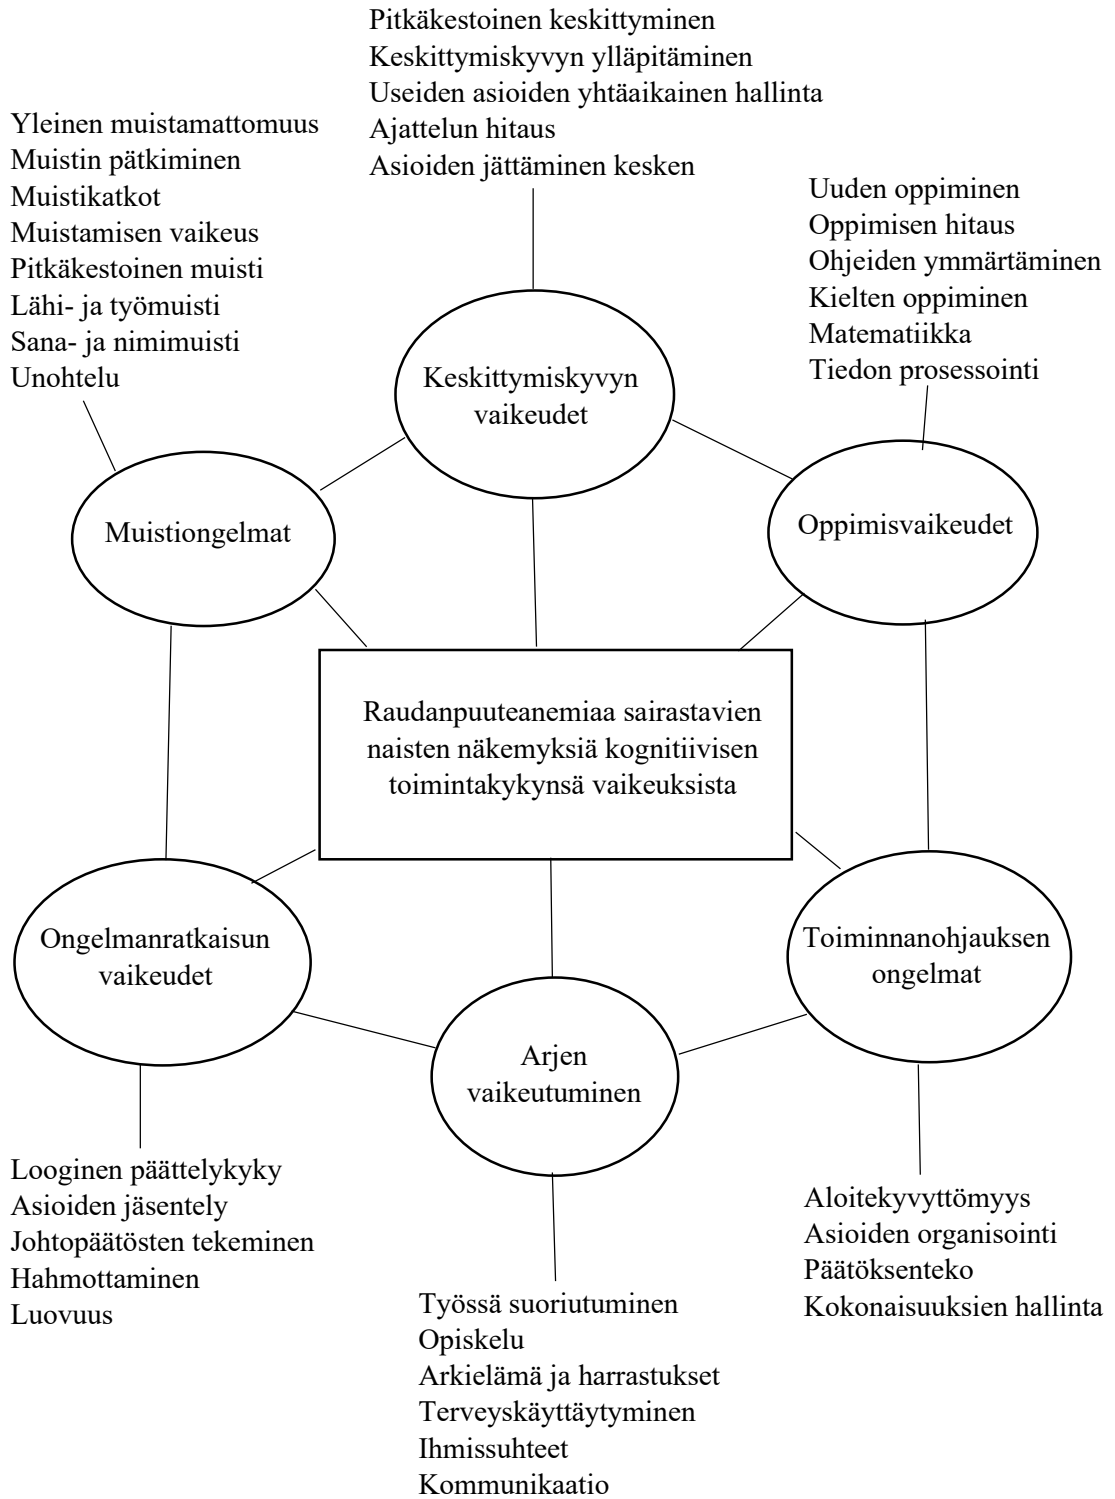 Pitkäkestoinen keskittyminen
Keskittymiskyvyn ylläpitäminen
Useiden asioiden yhtäaikainen hallinta
Ajattelun hitaus
Asioiden jättäminen kesken
Yleinen muistamattomuus
Muistin pätkiminen
Muistikatkot
Muistamisen vaikeus
Pitkäkestoinen muisti
Lähi- ja työmuisti
Sana- ja nimimuisti
Unohtelu
Uuden oppiminen
Oppimisen hitaus
Ohjeiden ymmärtäminen
Kielten oppiminen
Matematiikka
Tiedon prosessointi
Keskittymiskyvyn
vaikeudet
Muistiongelmat
Oppimisvaikeudet
Raudanpuuteanemiaa sairastavien
naisten näkemyksiä kognitiivisen
toimintakykynsä vaikeuksista
Ongelmanratkaisun
vaikeudet
Toiminnanohjauksen
ongelmat
Arjen
vaikeutuminen
Looginen päättelykyky
Asioiden jäsentely
Johtopäätösten tekeminen
Hahmottaminen
Luovuus
Aloitekyvyttömyys
Asioiden organisointi
Päätöksenteko
Kokonaisuuksien hallinta
Työssä suoriutuminen
Opiskelu
Arkielämä ja harrastukset
Terveyskäyttäytyminen
Ihmissuhteet
Kommunikaatio